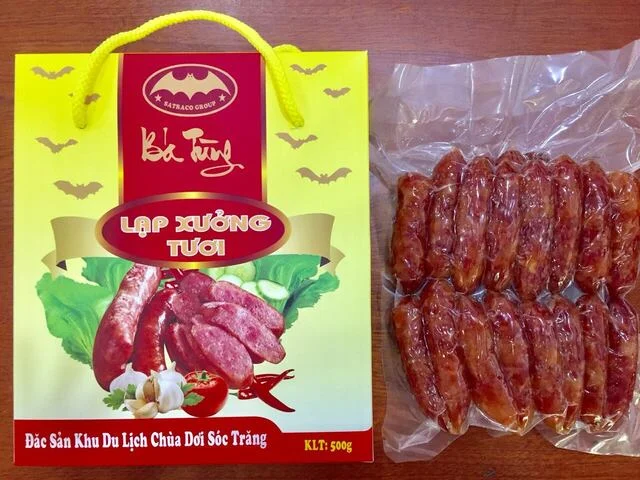 SATRACO GROUP
Bá Tùng
LẠP XƯỞNG
TƯƠI
Đặc Sản Khu Du Lịch Chùa Dơi Sóc Trăng
KLT: 500g